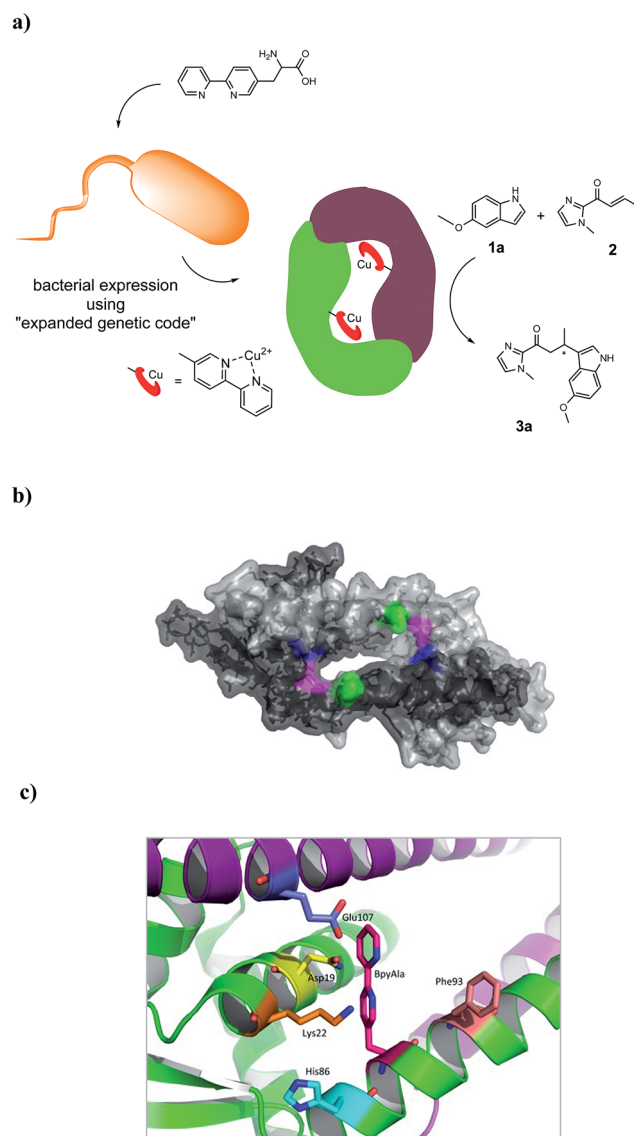 a)
H₂N
O
OH
N
N
bacterial expression
using
"expanded genetic code"
Cu
Cu
Cu
=
N
Cu²⁺
N
O
H
N
1a
+
O
N
N
2
O
N
N
*
NH
O
3a
b)
c)
Glu107
Asp19
BpyAla
Phe93
Lys22
His86